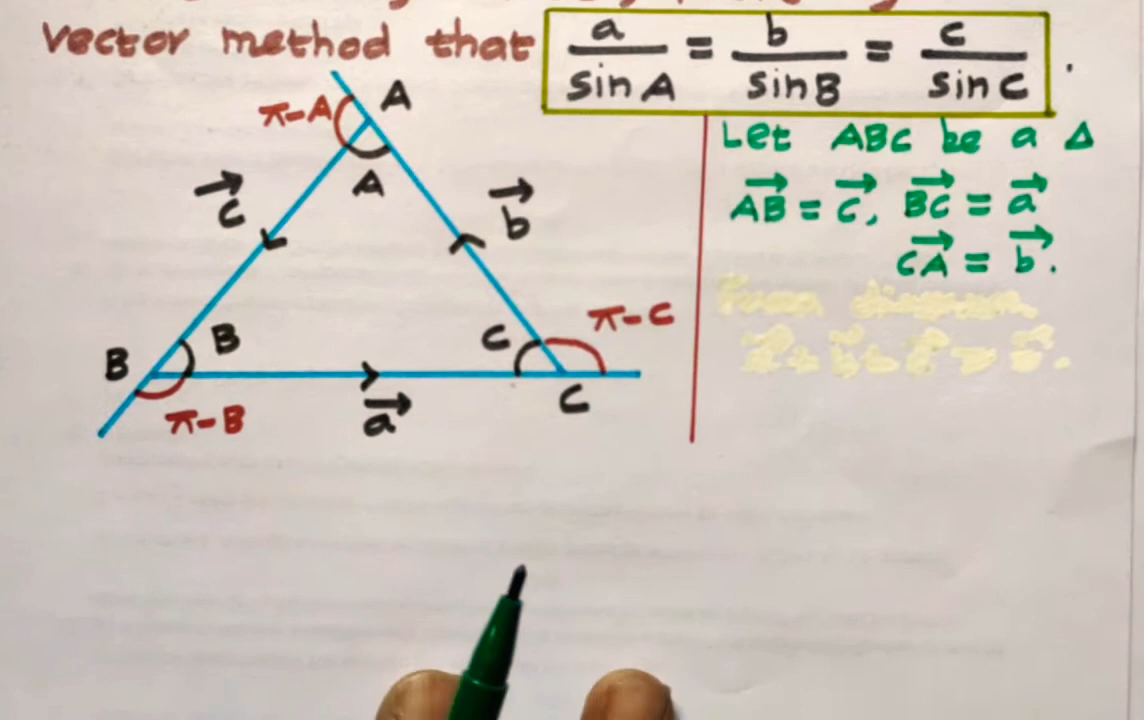 vector method that a/sin A = b/sin B = c/sin C.
Let ABC be a Δ
AB→ = c→, BC→ = a→
CA→ = b→.
π-A
A
A
c→
b→
π-C
C
B
B
C
π-B
a→